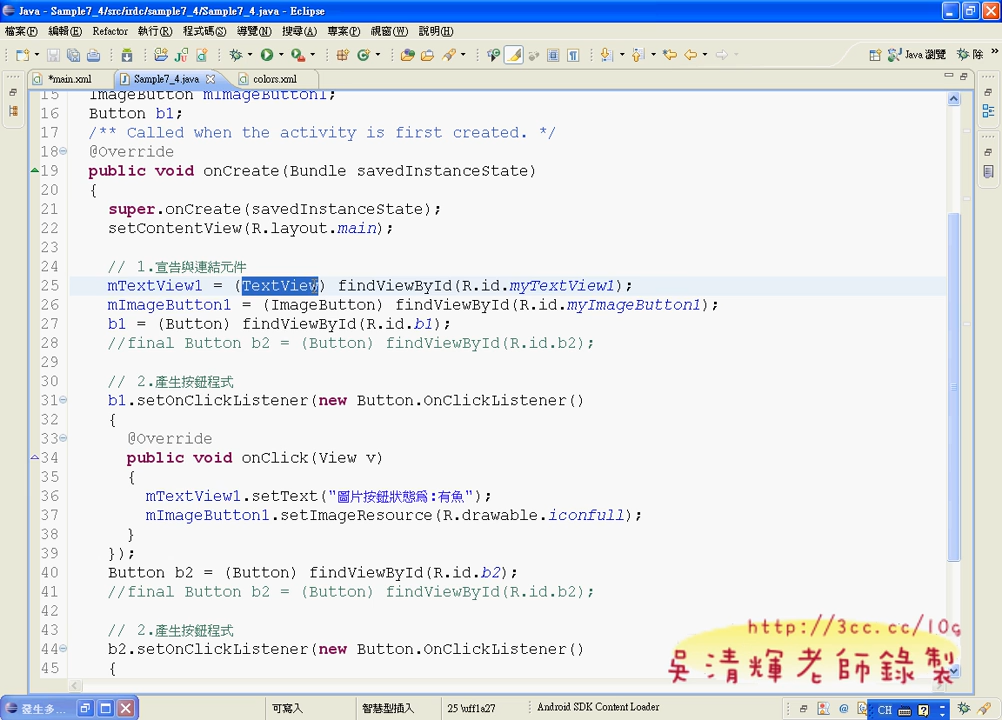 Java - Sample7_4/src/irdc/sample7_4/Sample7_4.java - Eclipse
檔案(F) 編輯(E) Refactor 執行(R) 程式碼(S) 導覽(N) 搜尋(A) 專案(P) 視窗(W) 說明(H)
Java 瀏覽 除 »
*main.xml Sample7_4.java colors.xml
15 ImageButton mImageButton1;
16 Button b1;
17 /** Called when the activity is first created. */
18 @Override
19 public void onCreate(Bundle savedInstanceState)
20 {
21 super.onCreate(savedInstanceState);
22 setContentView(R.layout.main);
23
24 // 1.宣告與連結元件
25 mTextView1 = (TextView) findViewById(R.id.myTextView1);
26 mImageButton1 = (ImageButton) findViewById(R.id.myImageButton1);
27 b1 = (Button) findViewById(R.id.b1);
28 //final Button b2 = (Button) findViewById(R.id.b2);
29
30 // 2.產生按鈕程式
31 b1.setOnClickListener(new Button.OnClickListener()
32 {
33 @Override
34 public void onClick(View v)
35 {
36 mTextView1.setText("圖片按鈕狀態為:有魚");
37 mImageButton1.setImageResource(R.drawable.iconfull);
38 }
39 });
40 Button b2 = (Button) findViewById(R.id.b2);
41 //final Button b2 = (Button) findViewById(R.id.b2);
42
43 // 2.產生按鈕程式
44 b2.setOnClickListener(new Button.OnClickListener()
45 {
http://3cc.cc/10g
吳清輝老師錄製
發生多... 可寫入 智慧型插入 25 \uff1a27 Android SDK Content Loader CH